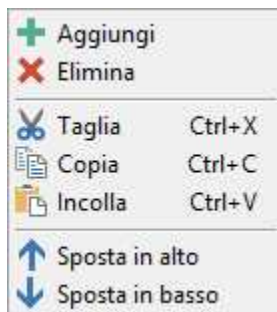 Aggiungi
Elimina
Taglia Ctrl+X
Copia Ctrl+C
Incolla Ctrl+V
Sposta in alto
Sposta in basso